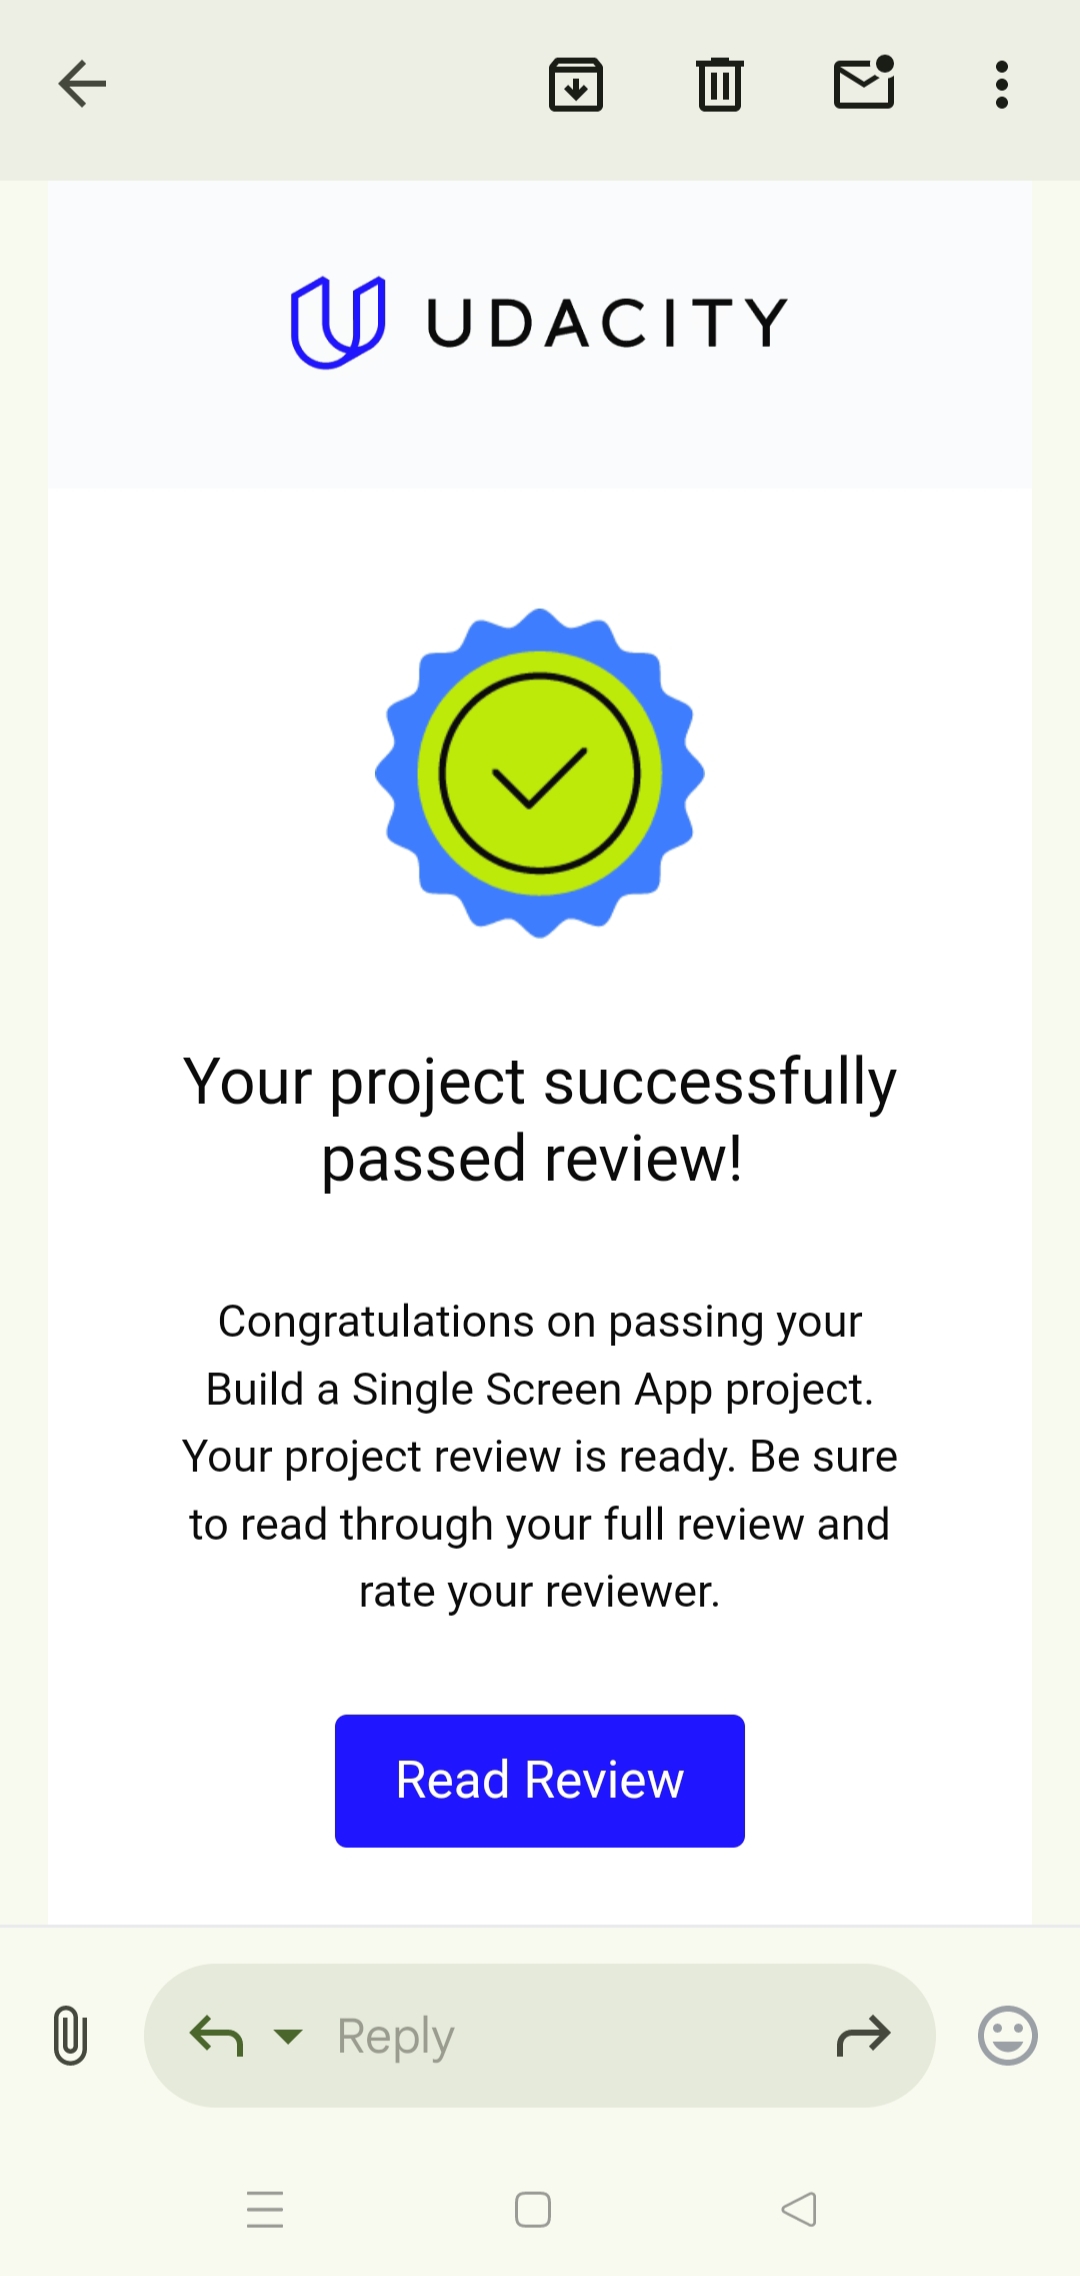 UDACITY
Your project successfully
passed review!
Congratulations on passing your
Build a Single Screen App project.
Your project review is ready. Be sure
to read through your full review and
rate your reviewer.
Read Review
Reply